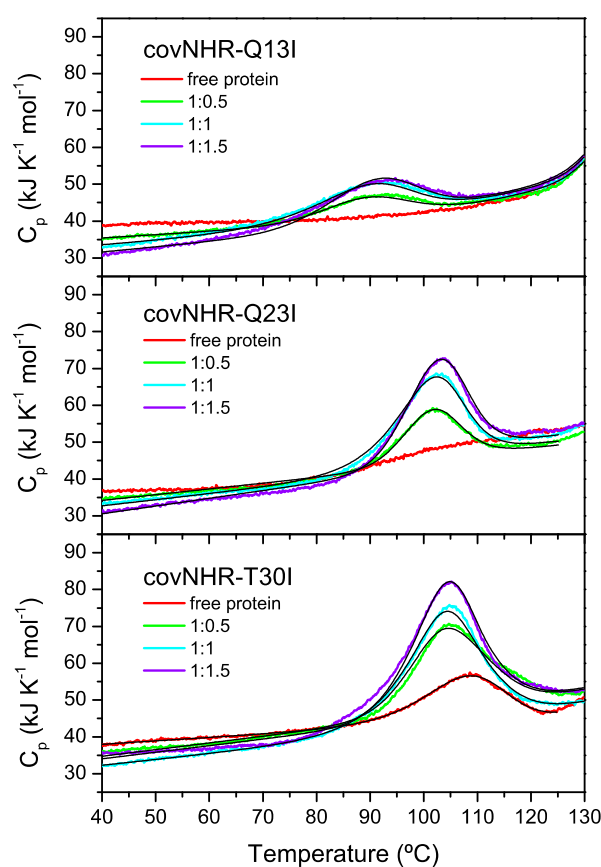 covNHR-Q13I
free protein
1:0.5
1:1
1:1.5
90
80
70
60
50
40
30
Cp (kJ K⁻¹ mol⁻¹)
covNHR-Q23I
free protein
1:0.5
1:1
1:1.5
90
80
70
60
50
40
30
Cp (kJ K⁻¹ mol⁻¹)
covNHR-T30I
free protein
1:0.5
1:1
1:1.5
90
80
70
60
50
40
30
Cp (kJ K⁻¹ mol⁻¹)
40 50 60 70 80 90 100 110 120 130
Temperature (ºC)